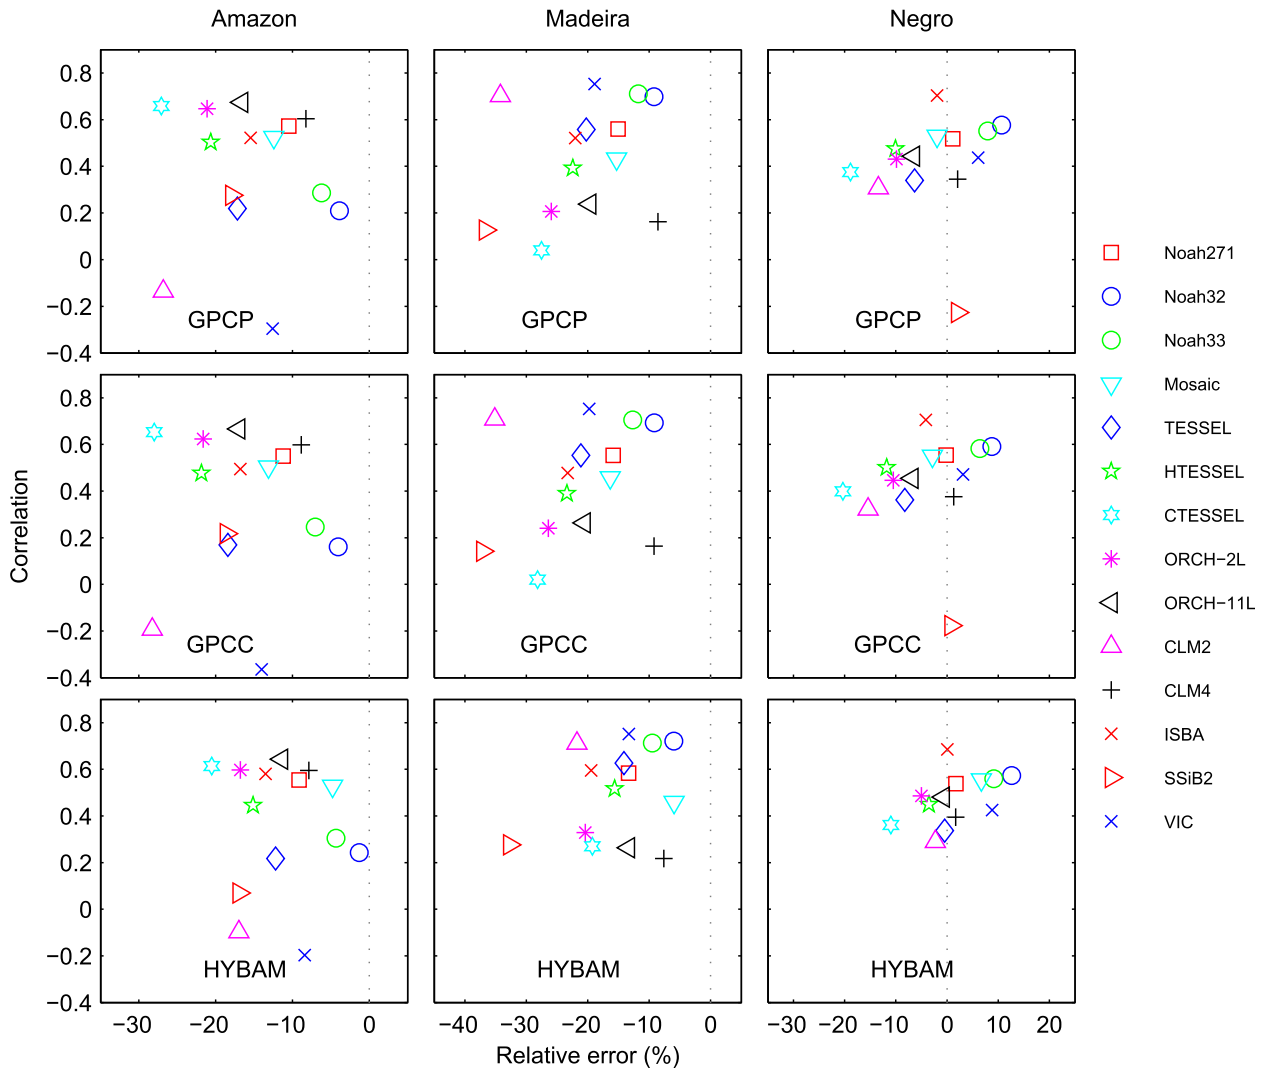 Amazon Madeira Negro
0.8
0.6
0.4
0.2
0
−0.2
−0.4
GPCP GPCP GPCP
0.8
0.6
0.4
0.2
0
−0.2
−0.4
GPCC GPCC GPCC
0.8
0.6
0.4
0.2
0
−0.2
−0.4
HYBAM HYBAM HYBAM
−30 −20 −10 0 −40 −30 −20 −10 0 −30 −20 −10 0 10 20
Relative error (%)
Correlation
Noah271
Noah32
Noah33
Mosaic
TESSEL
HTESSEL
CTESSEL
ORCH−2L
ORCH−11L
CLM2
CLM4
ISBA
SSiB2
VIC